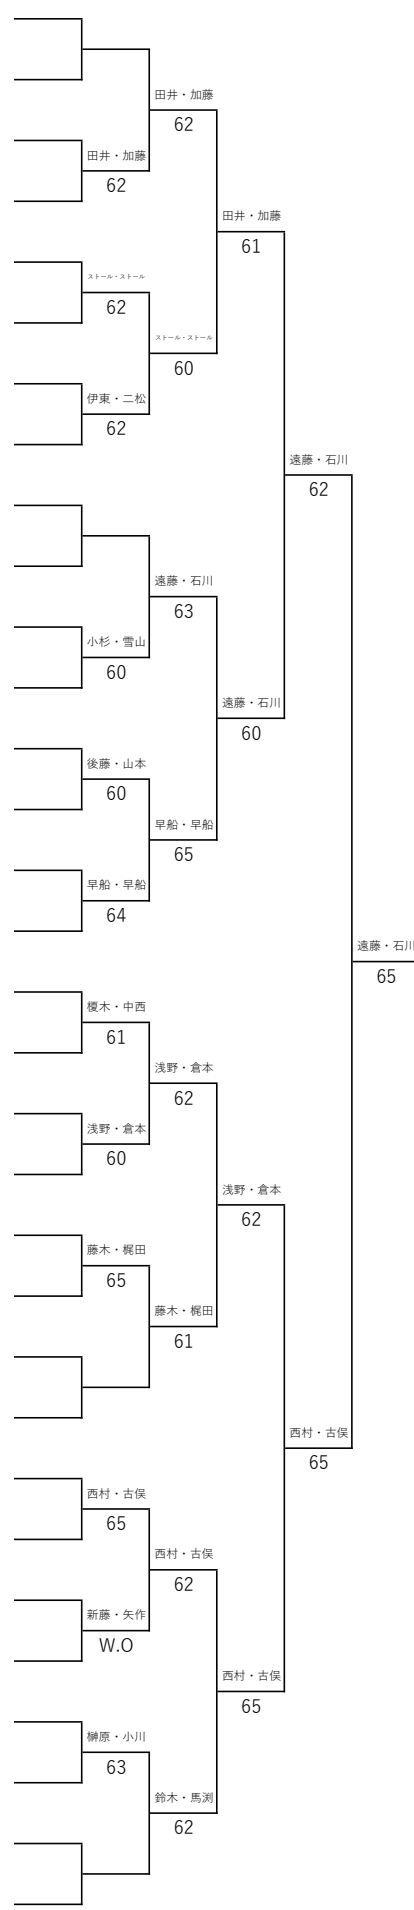 田井・加藤
62
田井・加藤
62
田井・加藤
61
ストール・ストール
62
ストール・ストール
60
伊東・二松
62
遠藤・石川
62
遠藤・石川
63
小杉・雪山
60
遠藤・石川
60
後藤・山本
60
早船・早船
65
早船・早船
64
遠藤・石川
65
榎木・中西
61
浅野・倉本
62
浅野・倉本
60
浅野・倉本
62
藤木・梶田
65
藤木・梶田
61
西村・古俣
65
西村・古俣
65
西村・古俣
62
新藤・矢作
W.O
西村・古俣
65
榊原・小川
63
鈴木・馬渕
62